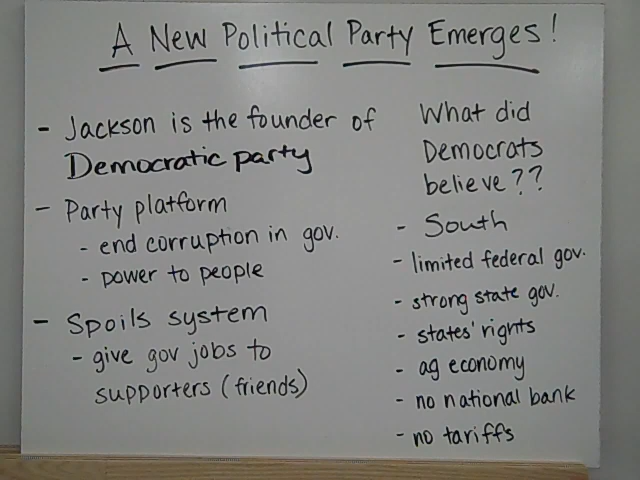 A New Political Party Emerges!
- Jackson is the founder of
Democratic party
- Party platform
- end corruption in gov.
- power to people
- Spoils system
- give gov jobs to
supporters (friends)
What did
Democrats
believe??
- South
- limited federal gov.
- strong state gov.
- states' rights
- ag economy
- no national bank
- no tariffs